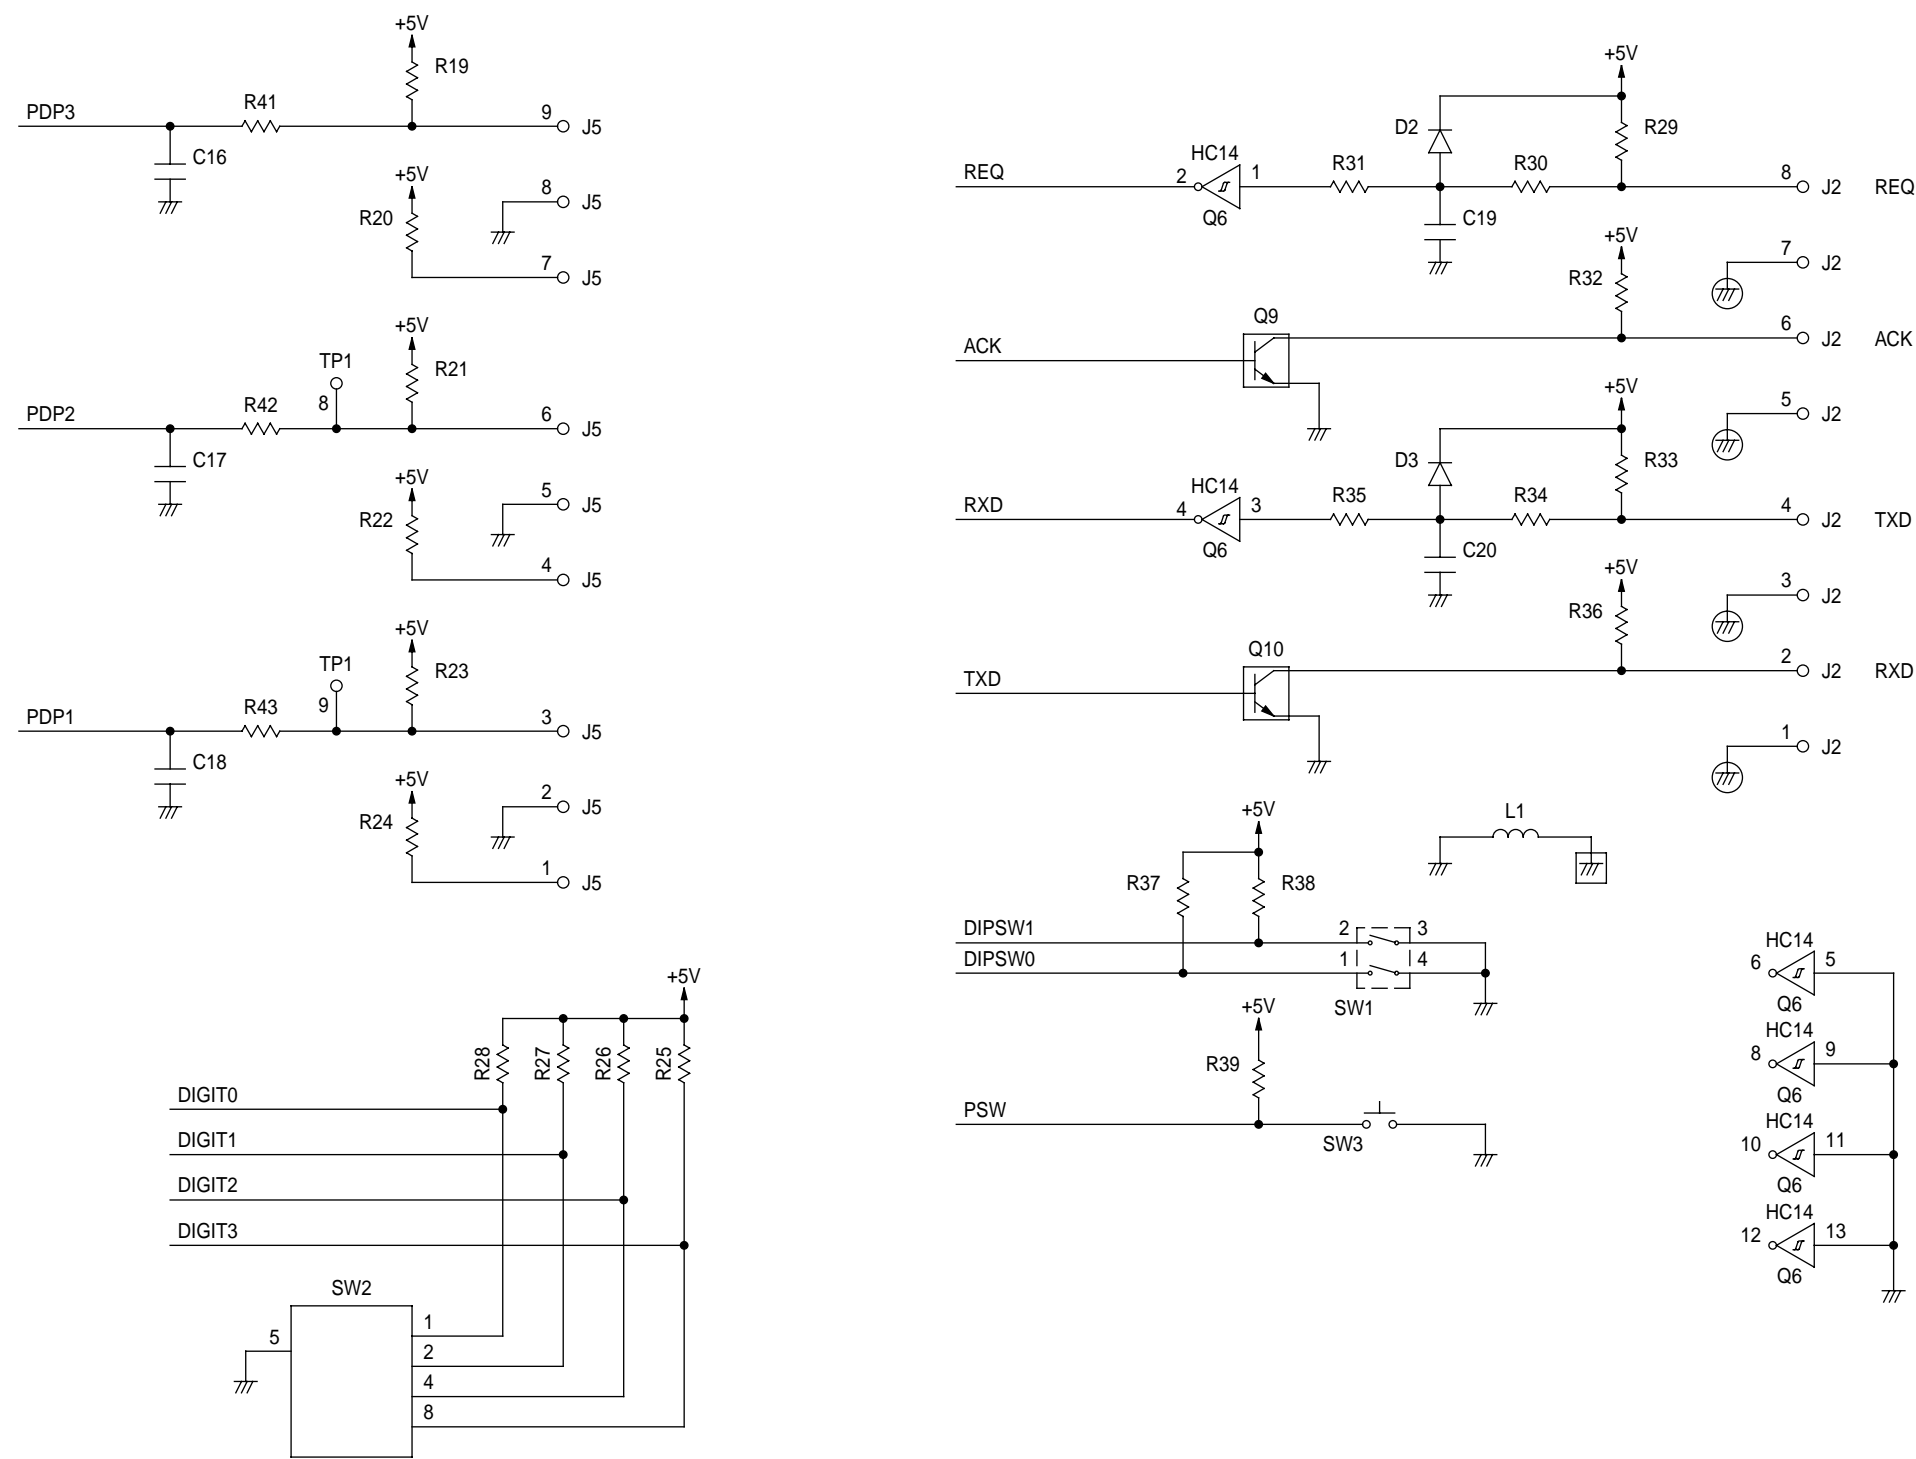 +5V
R19
PDP3
R41
9
J5
C16
+5V
8
J5
R20
7
J5
+5V
R21
TP1
8
PDP2
R42
6
J5
C17
+5V
5
J5
R22
4
J5
+5V
R23
TP1
9
PDP1
R43
3
J5
C18
+5V
2
J5
R24
1
J5
+5V
R28
R27
R26
R25
DIGIT0
DIGIT1
DIGIT2
DIGIT3
SW2
5
1
2
4
8
+5V
R29
D2
REQ
2
HC14
1
Q6
R31
R30
8
J2
REQ
C19
+5V
7
J2
R32
Q9
ACK
6
J2
ACK
+5V
5
J2
R33
D3
RXD
4
HC14
3
Q6
R35
R34
4
J2
TXD
C20
+5V
3
J2
R36
Q10
TXD
2
J2
RXD
1
J2
+5V
L1
R37
R38
DIPSW1
2
3
DIPSW0
1
4
SW1
+5V
R39
PSW
SW3
HC14
6
5
Q6
HC14
8
9
Q6
HC14
10
11
Q6
HC14
12
13
Q6